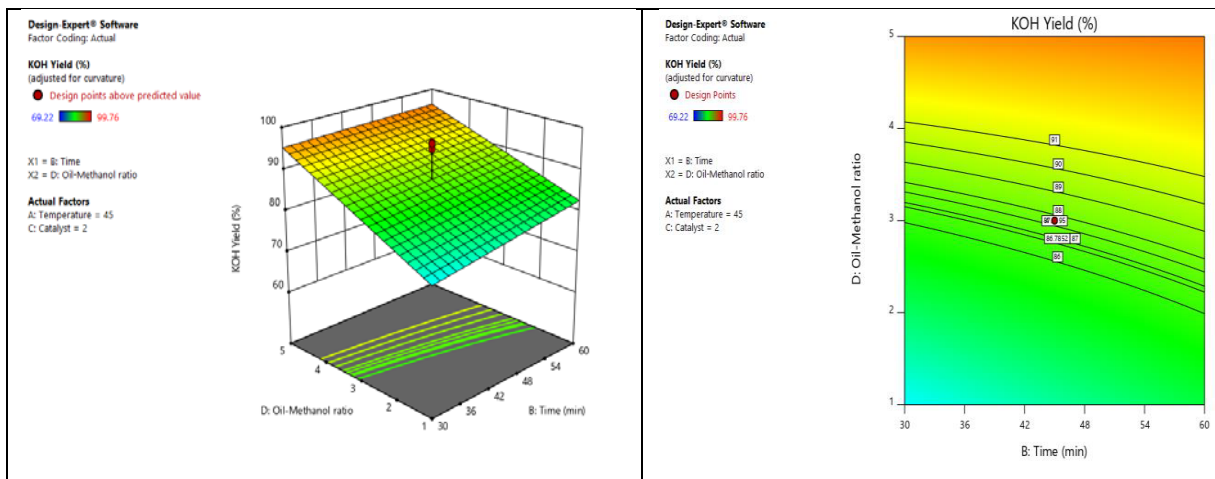 Design-Expert® Software
Factor Coding: Actual
KOH Yield (%)
(adjusted for curvature)
Design points above predicted value
69.22 99.76
X1 = B: Time
X2 = D: Oil-Methanol ratio
Actual Factors
A: Temperature = 45
C: Catalyst = 2
100
90
80
70
60
KOH Yield (%)
5
4
3
2
1
30
36
42
48
54
60
D: Oil-Methanol ratio
B: Time (min)
Design-Expert® Software
Factor Coding: Actual
KOH Yield (%)
(adjusted for curvature)
Design Points
69.22 99.76
X1 = B: Time
X2 = D: Oil-Methanol ratio
Actual Factors
A: Temperature = 45
C: Catalyst = 2
KOH Yield (%)
5
4
3
2
1
D: Oil-Methanol ratio
91
90
89
88
95
86.7852 87
86
30 36 42 48 54 60
B: Time (min)